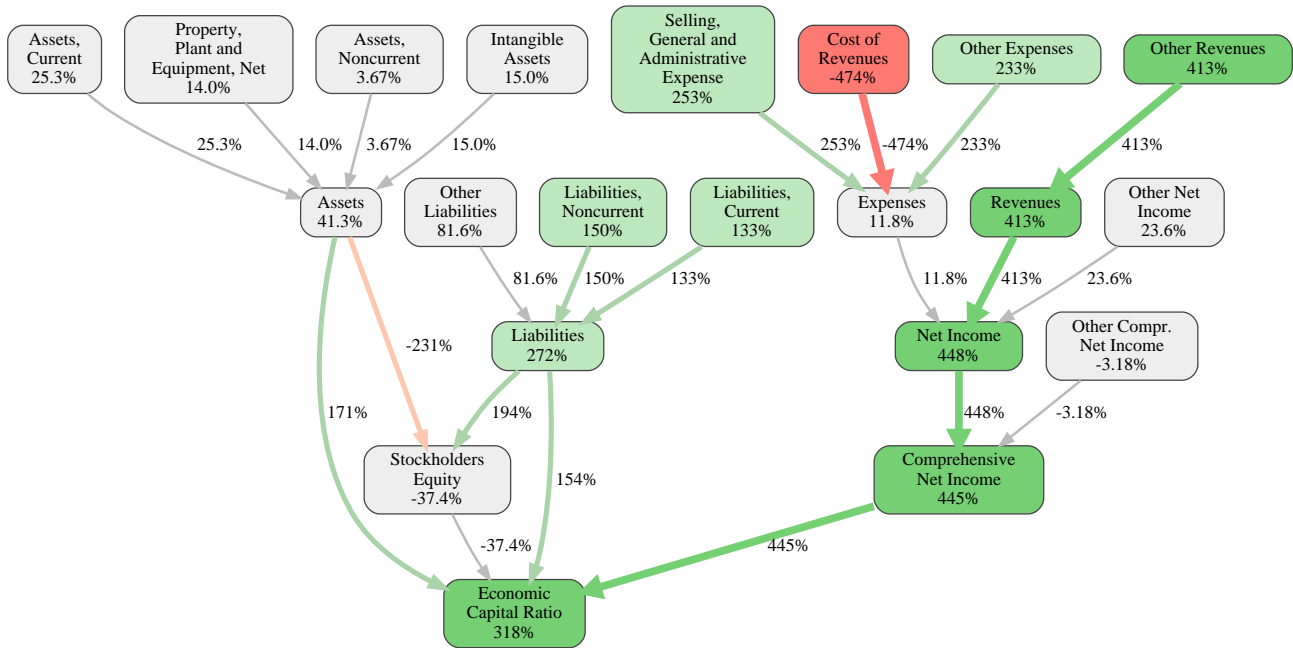 Assets,
Current
25.3%
Property,
Plant and
Equipment, Net
14.0%
Assets,
Noncurrent
3.67%
Intangible
Assets
15.0%
Selling,
General and
Administrative
Expense
253%
Cost of
Revenues
-474%
Other Expenses
233%
Other Revenues
413%
25.3%
14.0%
3.67%
15.0%
253%
-474%
233%
413%
Assets
41.3%
Other
Liabilities
81.6%
Liabilities,
Noncurrent
150%
Liabilities,
Current
133%
Expenses
11.8%
Revenues
413%
Other Net
Income
23.6%
81.6%
150%
133%
11.8%
413%
23.6%
-231%
Liabilities
272%
Net Income
448%
Other Compr.
Net Income
-3.18%
171%
194%
154%
448%
-3.18%
Stockholders
Equity
-37.4%
Comprehensive
Net Income
445%
-37.4%
445%
Economic
Capital Ratio
318%